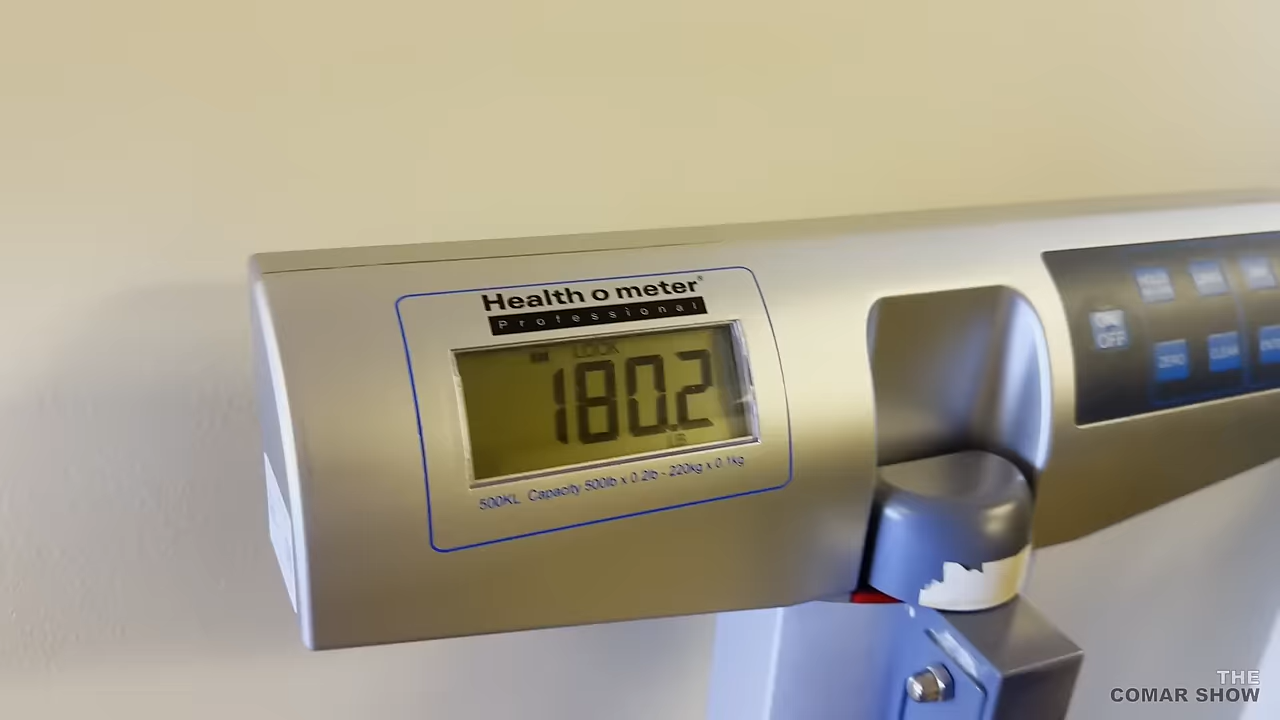 Health o meter®
Professional
LOCK
180.2
LB
500KL Capacity 500lb x 0.2lb - 220kg x 0.1kg
ON
OFF
ZERO
CLEAR
THE
COMAR SHOW